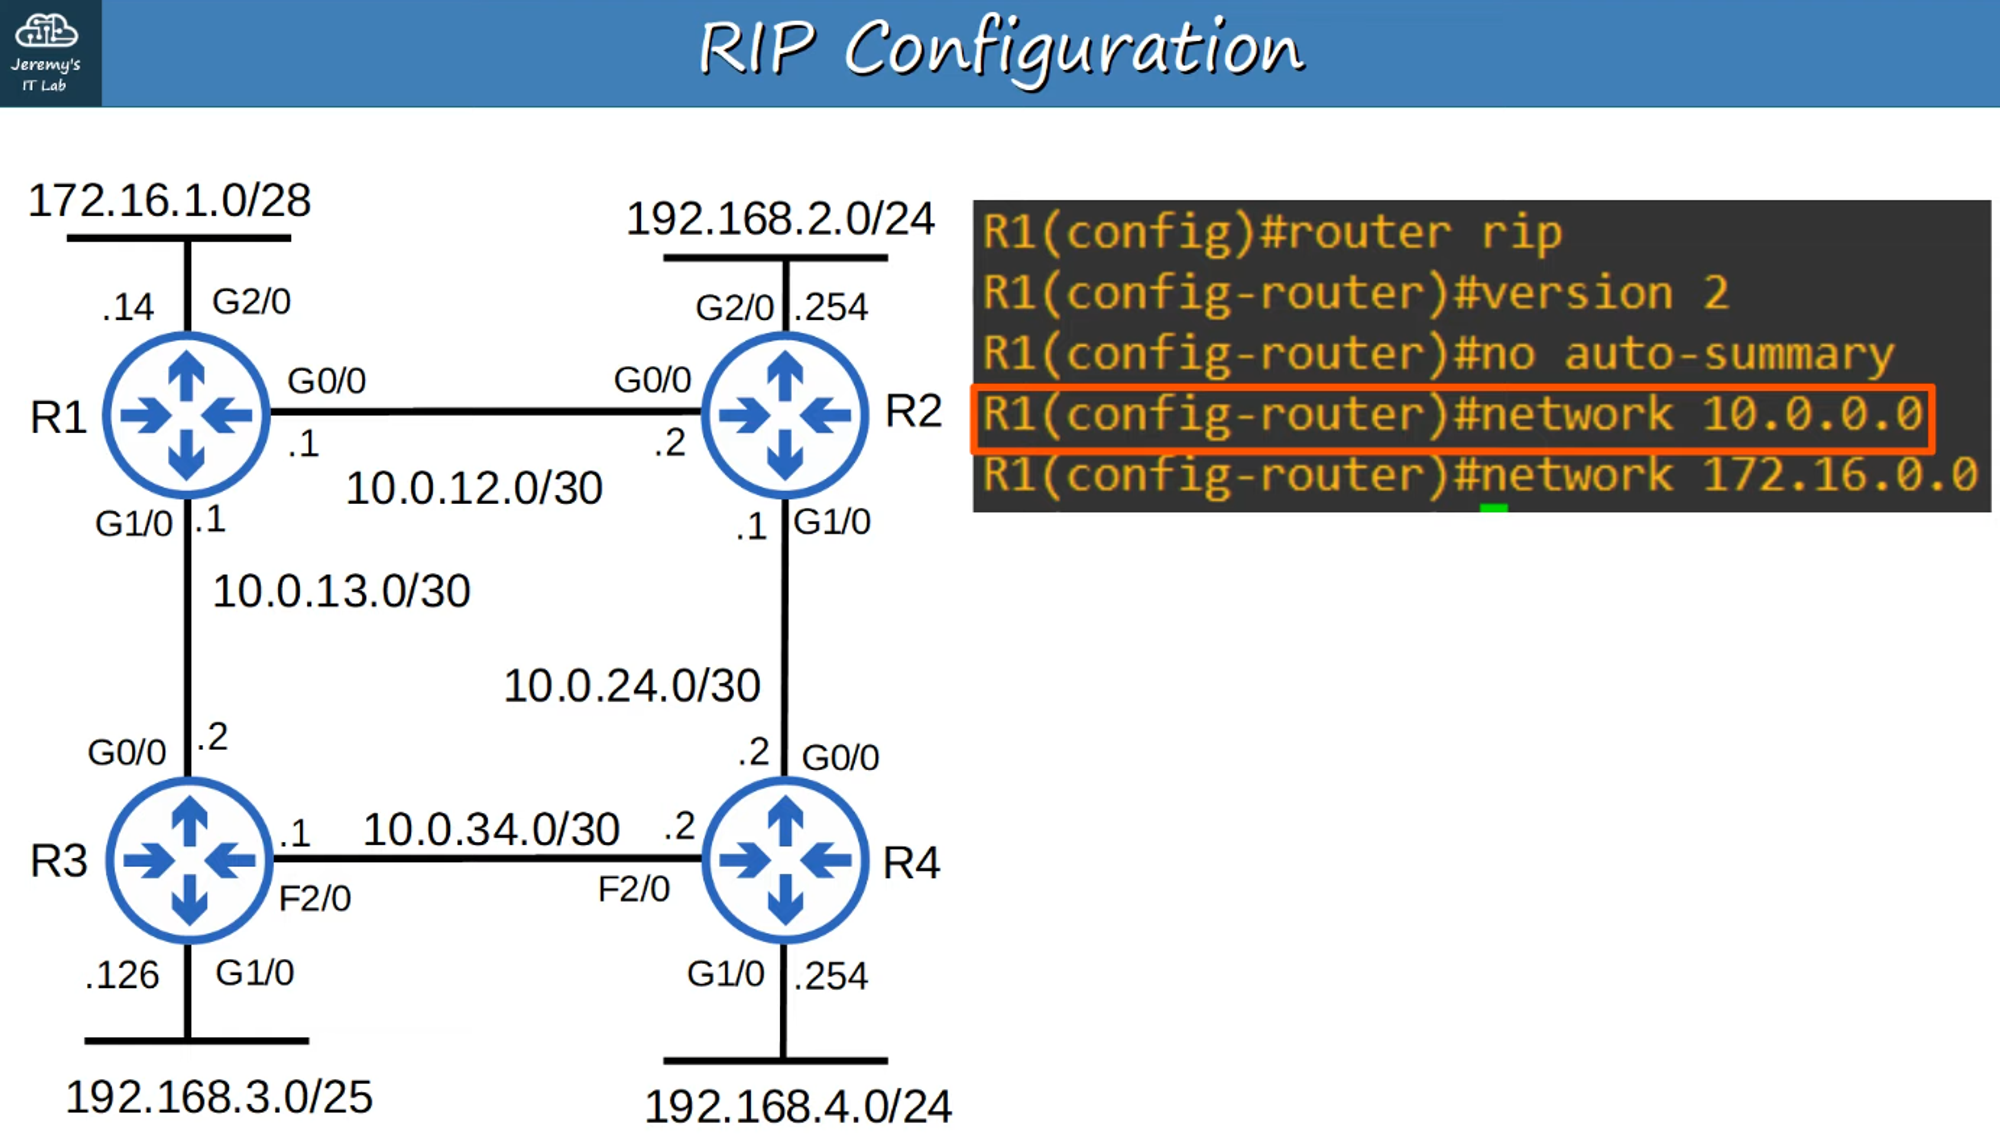 Jeremy's
IT Lab
RIP Configuration
172.16.1.0/28
192.168.2.0/24
.14
G2/0
G2/0
.254
R1
G0/0
.1
G0/0
.2
R2
10.0.12.0/30
G1/0
.1
.1
G1/0
10.0.13.0/30
10.0.24.0/30
G0/0
.2
.2
G0/0
R3
.1
10.0.34.0/30
.2
R4
F2/0
F2/0
.126
G1/0
G1/0
.254
192.168.3.0/25
192.168.4.0/24
R1(config)#router rip
R1(config-router)#version 2
R1(config-router)#no auto-summary
R1(config-router)#network 10.0.0.0
R1(config-router)#network 172.16.0.0